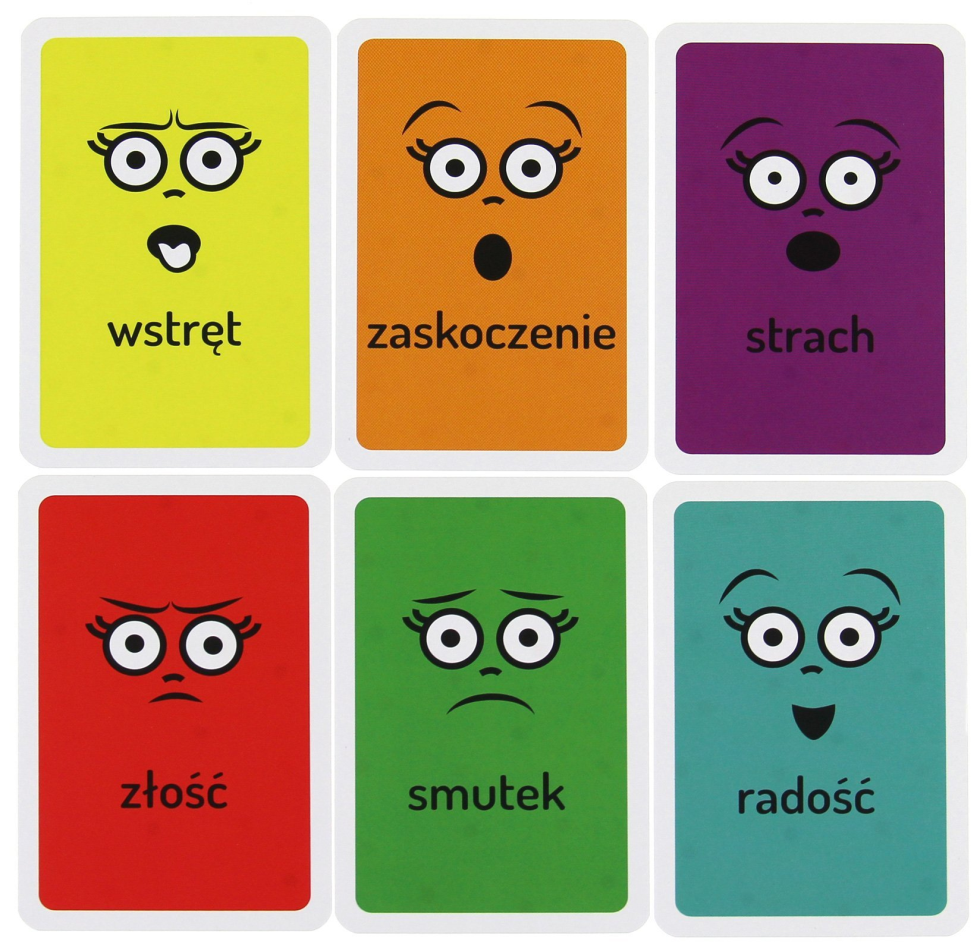 wstręt
zaskoczenie
strach
złość
smutek
radość